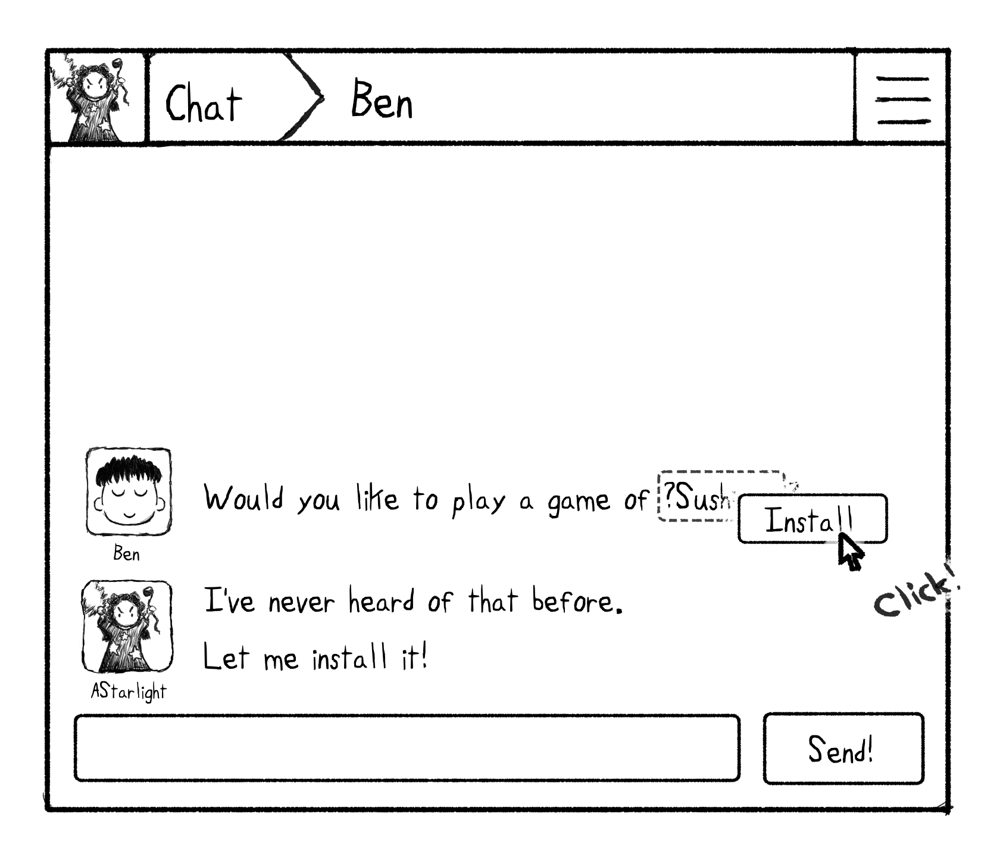 Chat
Ben
Would you like to play a game of ?Sush
Install
Ben
Click!
I've never heard of that before.
Let me install it!
AStarlight
Send!